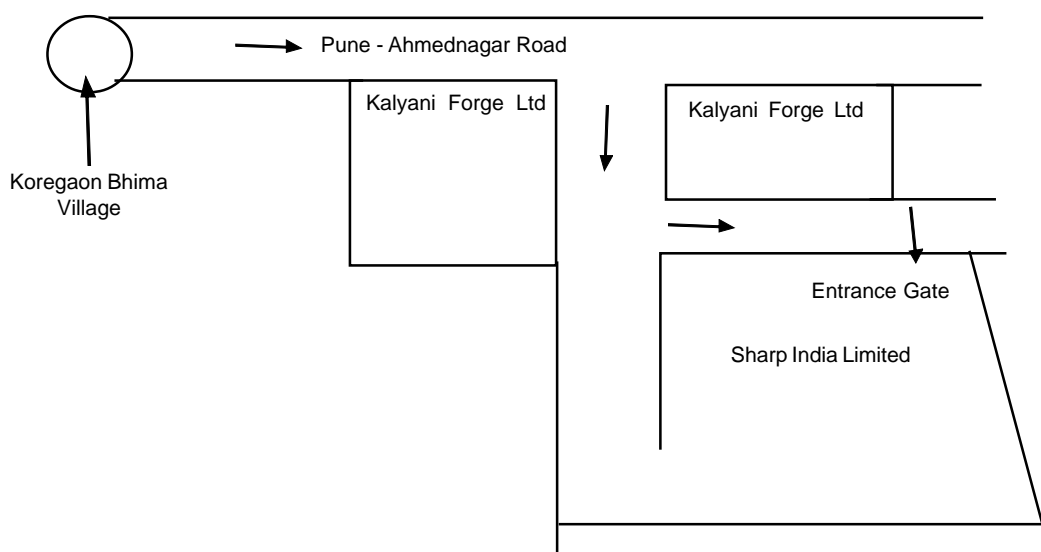 Pune - Ahmednagar Road
Kalyani Forge Ltd
Kalyani Forge Ltd
Koregaon Bhima
Village
Entrance Gate
Sharp India Limited